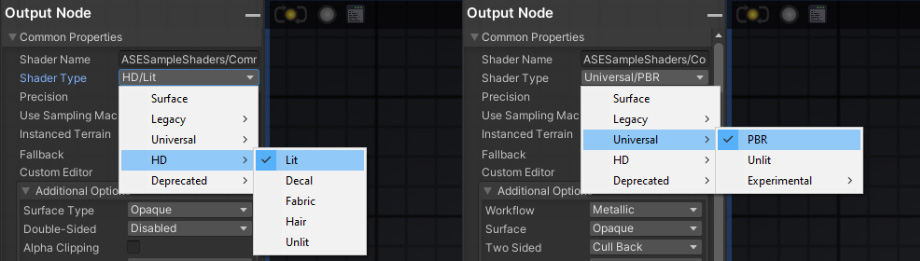 Output Node
Common Properties
Shader Name ASESampleShaders/Comr
Shader Type HD/Lit
Precision
Surface
Use Sampling Mac
Legacy
Instanced Terrain
Universal
Fallback
HD
Lit
Custom Editor
Deprecated
Decal
Additional Option
Fabric
Surface Type Opaque
Hair
Double-Sided Disabled
Unlit
Alpha Clipping
Output Node
Common Properties
Shader Name ASESampleShaders/Co
Shader Type Universal/PBR
Precision
Surface
Use Sampling Mac
Legacy
Instanced Terrain
Universal
PBR
Fallback
HD
Unlit
Custom Editor
Deprecated
Experimental
Additional Options
Workflow Metallic
Surface Opaque
Two Sided Cull Back